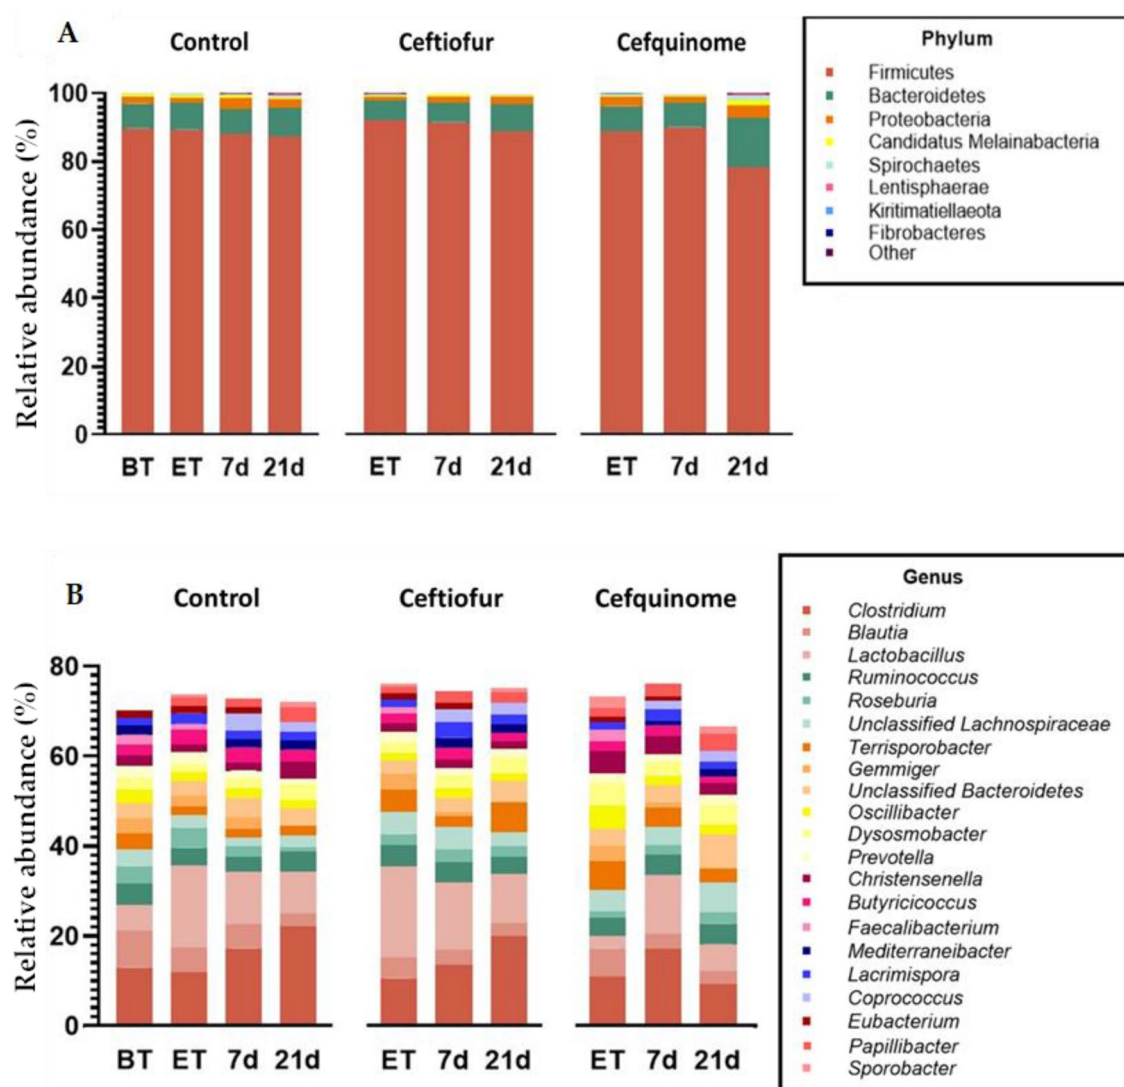 A
Control Ceftiofur Cefquinome
Phylum
Firmicutes
Bacteroidetes
Proteobacteria
Candidatus Melainabacteria
Spirochaetes
Lentisphaerae
Kiritimatiellaeota
Fibrobacteres
Other
Relative abundance (%)
100
80
60
40
20
0
BT ET 7d 21d ET 7d 21d ET 7d 21d
B
Control Ceftiofur Cefquinome
Genus
Clostridium
Blautia
Lactobacillus
Ruminococcus
Roseburia
Unclassified Lachnospiraceae
Terrisporobacter
Gemmiger
Unclassified Bacteroidetes
Oscillibacter
Dysosmobacter
Prevotella
Christensenella
Butyricicoccus
Faecalibacterium
Mediterraneibacter
Lacrimispora
Coprococcus
Eubacterium
Papillibacter
Sporobacter
Relative abundance (%)
80
60
40
20
0
BT ET 7d 21d ET 7d 21d ET 7d 21d